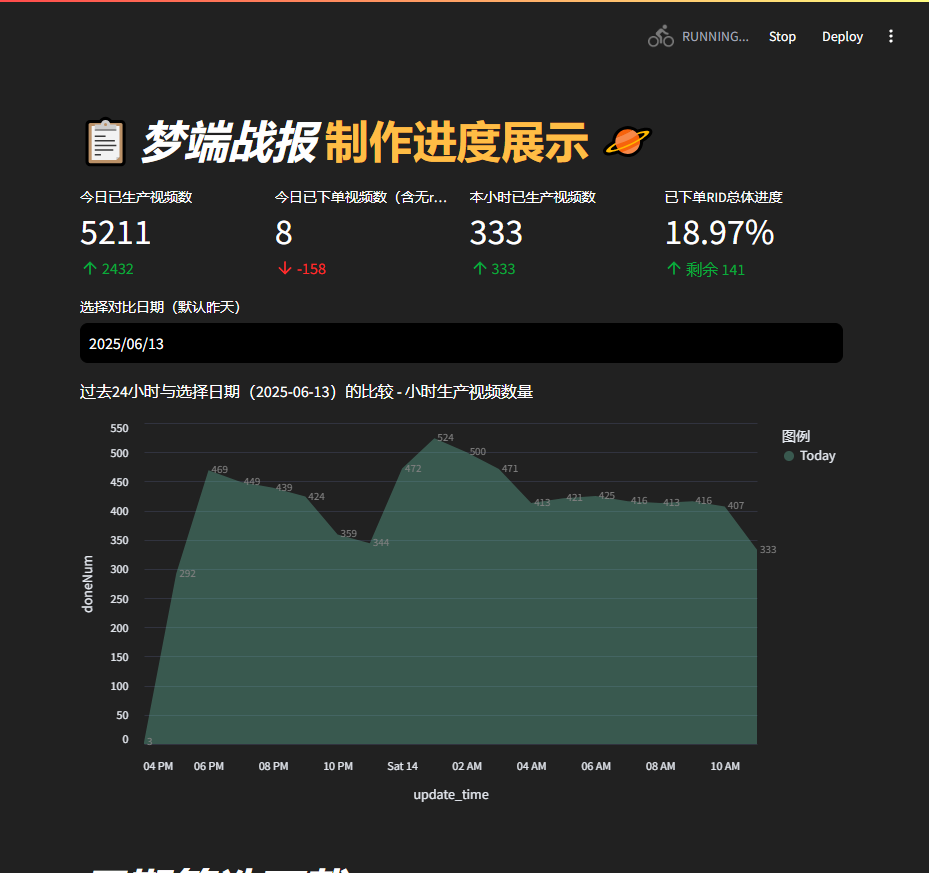 RUNNING... Stop Deploy
梦端战报 制作进度展示
今日已生产视频数 今日已下单视频数（含无r... 本小时已生产视频数 已下单RID总体进度
5211 8 333 18.97%
2432 -158 333 剩余 141
选择对比日期（默认昨天）
2025/06/13
过去24小时与选择日期（2025-06-13）的比较 - 小时生产视频数量
图例
Today
doneNum
550
500
450
400
350
300
250
200
150
100
50
0
3 292 469 449 439 424 359 344 472 524 500 471 413 421 425 416 413 416 407 333
04 PM 06 PM 08 PM 10 PM Sat 14 02 AM 04 AM 06 AM 08 AM 10 AM
update_time